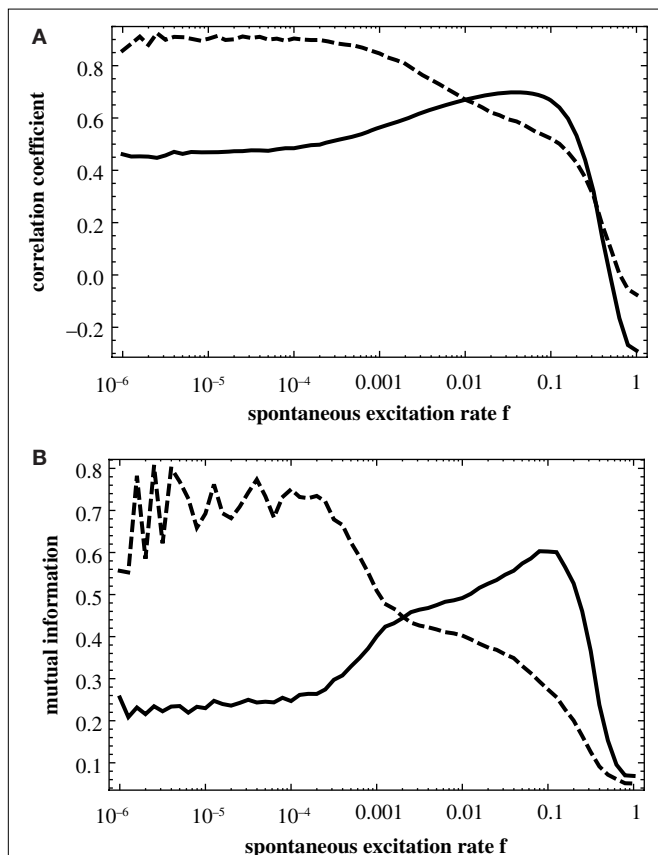 A
correlation coefficient
0.8
0.6
0.4
0.2
0.0
–0.2
10⁻⁶ 10⁻⁵ 10⁻⁴ 0.001 0.01 0.1 1
spontaneous excitation rate f
B
mutual information
0.8
0.7
0.6
0.5
0.4
0.3
0.2
0.1
10⁻⁶ 10⁻⁵ 10⁻⁴ 0.001 0.01 0.1 1
spontaneous excitation rate f